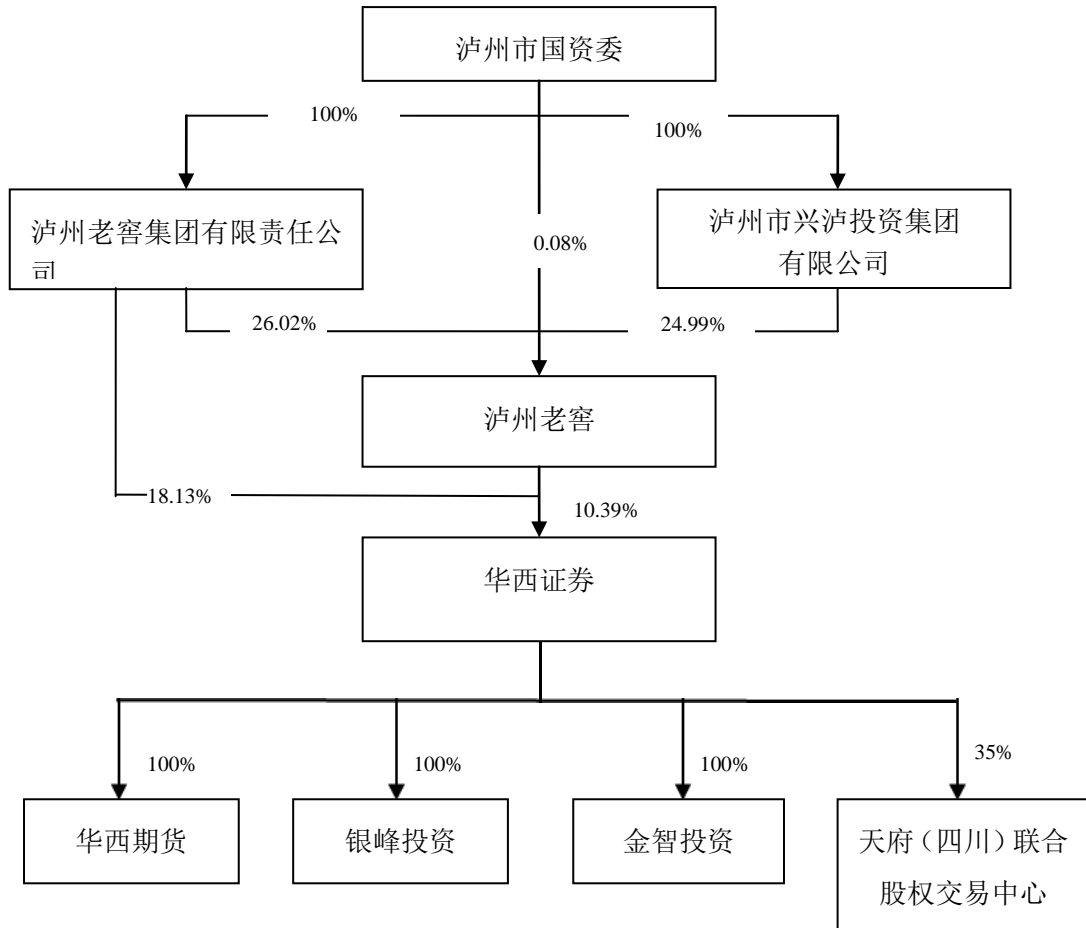 泸州市国资委
100%
100%
泸州老窖集团有限责任公
司
0.08%
泸州市兴泸投资集团
有限公司
26.02%
24.99%
泸州老窖
18.13%
10.39%
华西证券
100%
100%
100%
35%
华西期货
银峰投资
金智投资
天府（四川）联合
股权交易中心